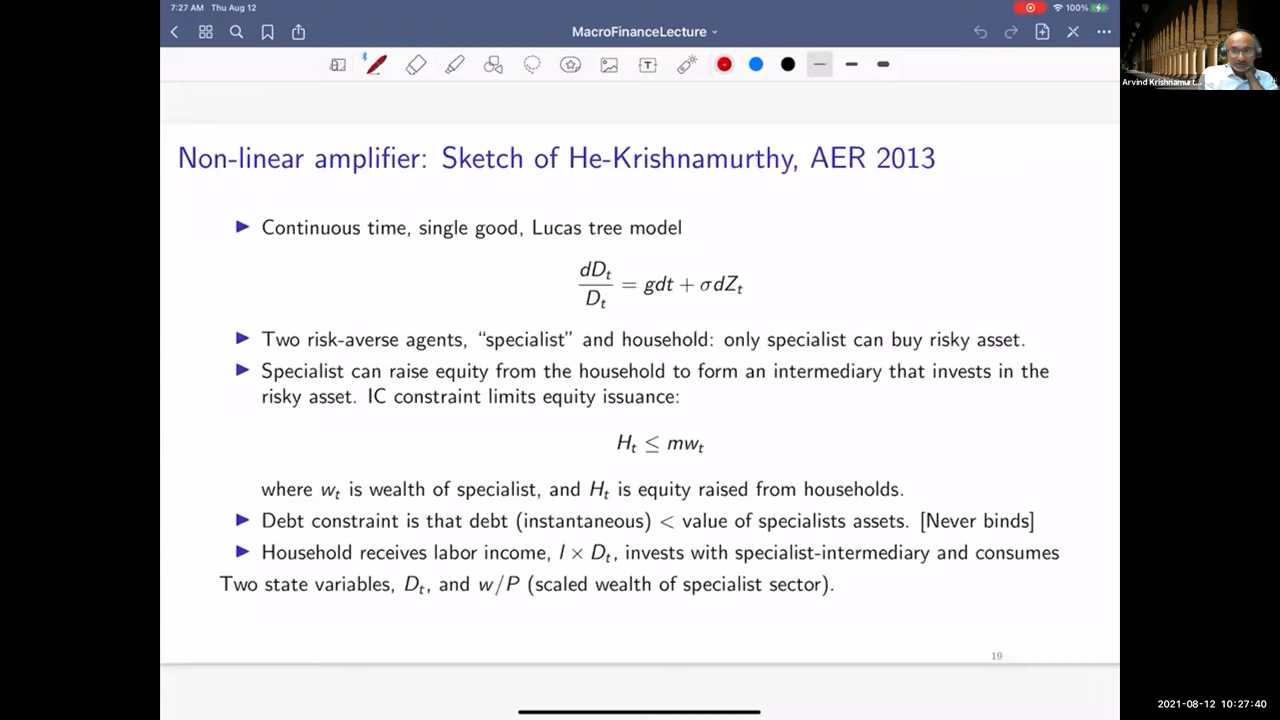 7:27 AM Thu Aug 12
100%
MacroFinanceLecture
Arvind Krishnamurt...
Non-linear amplifier: Sketch of He-Krishnamurthy, AER 2013
Continuous time, single good, Lucas tree model
dD_t / D_t = gdt + σdZ_t
Two risk-averse agents, “specialist” and household: only specialist can buy risky asset.
Specialist can raise equity from the household to form an intermediary that invests in the
risky asset. IC constraint limits equity issuance:
H_t ≤ mw_t
where w_t is wealth of specialist, and H_t is equity raised from households.
Debt constraint is that debt (instantaneous) < value of specialists assets. [Never binds]
Household receives labor income, l × D_t, invests with specialist-intermediary and consumes
Two state variables, D_t, and w/P (scaled wealth of specialist sector).
19
2021-08-12 10:27:40